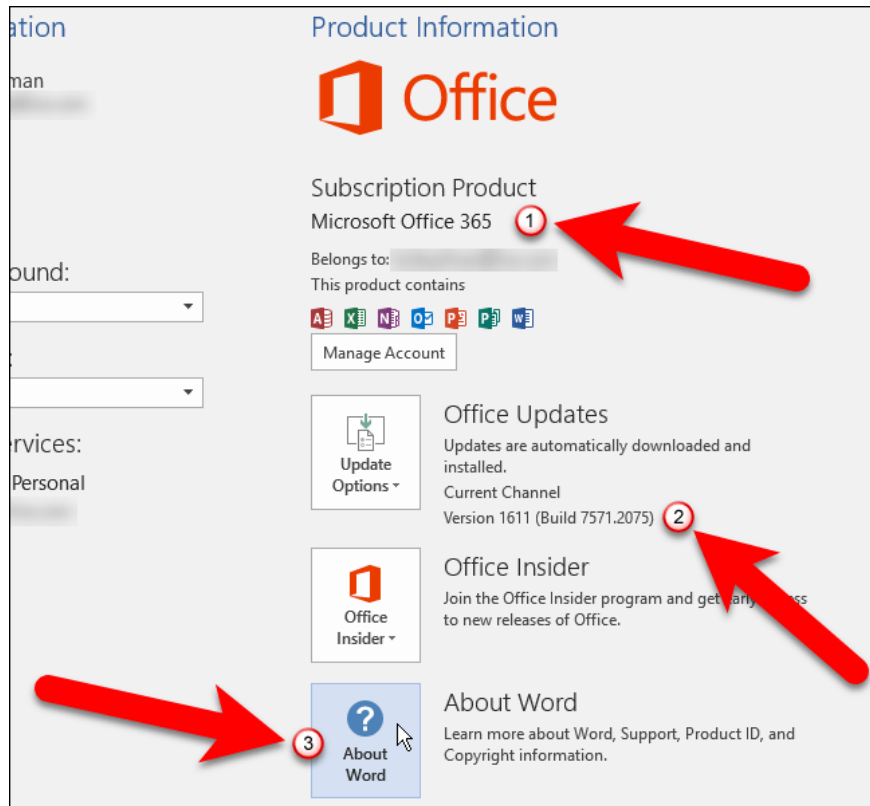 ation
man
ound:
:
rvices:
Personal
Product Information
Office
Subscription Product
Microsoft Office 365 1
Belongs to:
This product contains
Manage Account
Update
Options
Office Updates
Updates are automatically downloaded and
installed.
Current Channel
Version 1611 (Build 7571.2075) 2
Office
Insider
Office Insider
Join the Office Insider program and get early
to new releases of Office.
3
About
Word
About Word
Learn more about Word, Support, Product ID, and
Copyright information.